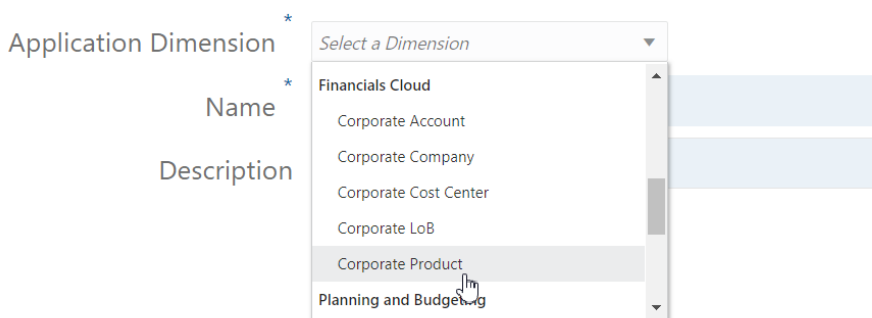 Application Dimension *
Select a Dimension
Financials Cloud
Name *
Corporate Account
Corporate Company
Description
Corporate Cost Center
Corporate LoB
Corporate Product
Planning and Budgeting